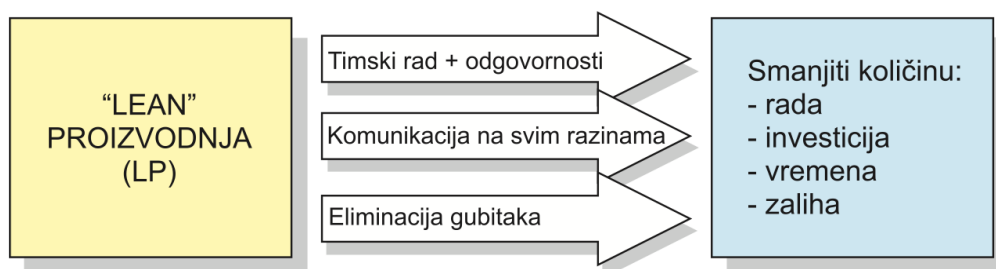 “LEAN”
PROIZVODNJA
(LP)
Timski rad + odgovornosti
Komunikacija na svim razinama
Eliminacija gubitaka
Smanjiti količinu:
- rada
- investicija
- vremena
- zaliha